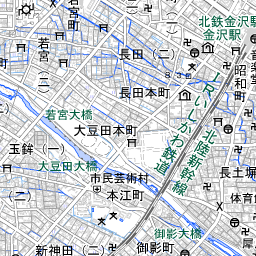 北鉄金沢駅
金沢駅
若宮町
若宮（二）
長田（二）
長田本町
昭和町
IRいしかわ鉄道
北陸新幹線
若宮大橋
大豆田本町
玉鉾（一）
大豆田大橋
市民芸術村
本江町
長土塀
体育館
新神田（二）
御影町
御影大橋